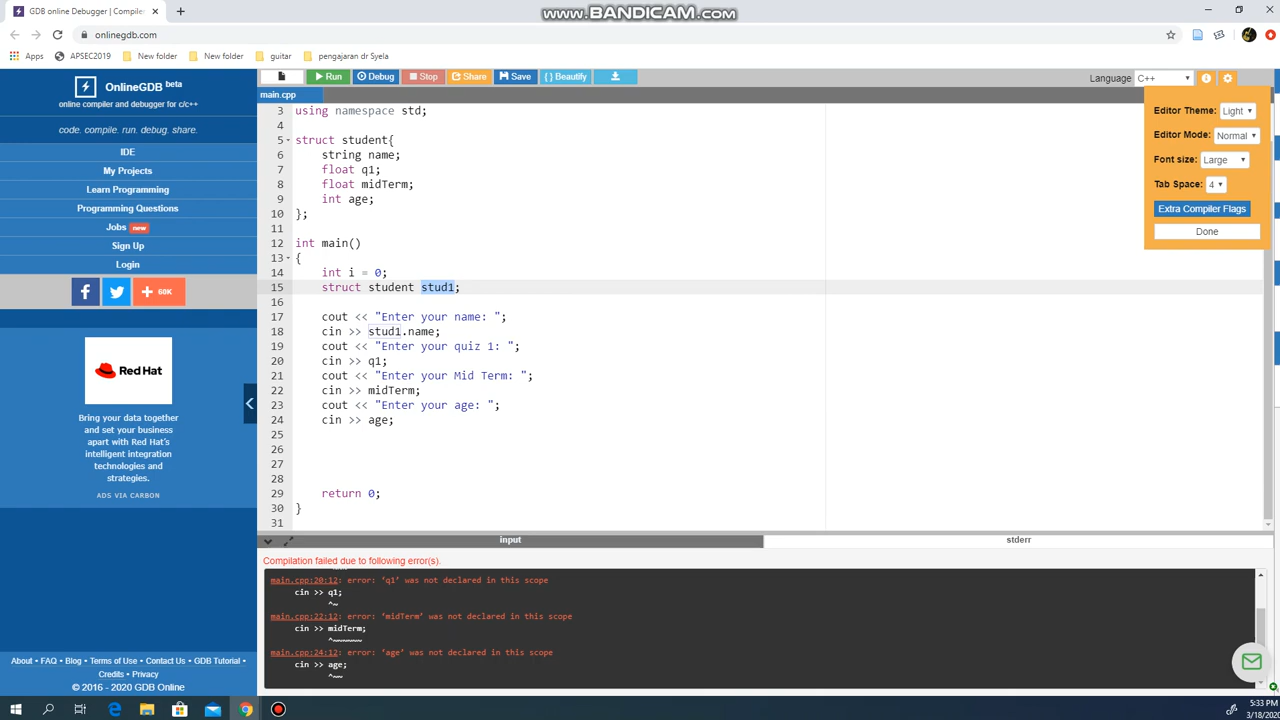 GDB online Debugger | Compiler
www.BANDICAM.com
onlinegdb.com
Apps APSEC2019 New folder New folder guitar pengajaran dr Syela
OnlineGDB beta
online compiler and debugger for c/c++
code. compile. run. debug. share.
IDE
My Projects
Learn Programming
Programming Questions
Jobs new
Sign Up
Login
+ 60K
Red Hat
Bring your data together
and set your business
apart with Red Hat's
intelligent integration
technologies and
strategies.
ADS VIA CARBON
About • FAQ • Blog • Terms of Use • Contact Us • GDB Tutorial •
Credits • Privacy
© 2016 - 2020 GDB Online
Run Debug Stop Share Save { } Beautify
Language C++
main.cpp
3 using namespace std;
4
5 struct student{
6 string name;
7 float q1;
8 float midTerm;
9 int age;
10 };
11
12 int main()
13 {
14 int i = 0;
15 struct student stud1;
16
17 cout << "Enter your name: ";
18 cin >> stud1.name;
19 cout << "Enter your quiz 1: ";
20 cin >> q1;
21 cout << "Enter your Mid Term: ";
22 cin >> midTerm;
23 cout << "Enter your age: ";
24 cin >> age;
25
26
27
28
29 return 0;
30 }
31
Editor Theme: Light
Editor Mode: Normal
Font size: Large
Tab Space: 4
Extra Compiler Flags
Done
input stderr
Compilation failed due to following error(s).
main.cpp:20:12: error: ‘q1’ was not declared in this scope
cin >> q1;
^~
main.cpp:22:12: error: ‘midTerm’ was not declared in this scope
cin >> midTerm;
^~~~~~~
main.cpp:24:12: error: ‘age’ was not declared in this scope
cin >> age;
^~~
5:33 PM
3/18/2020